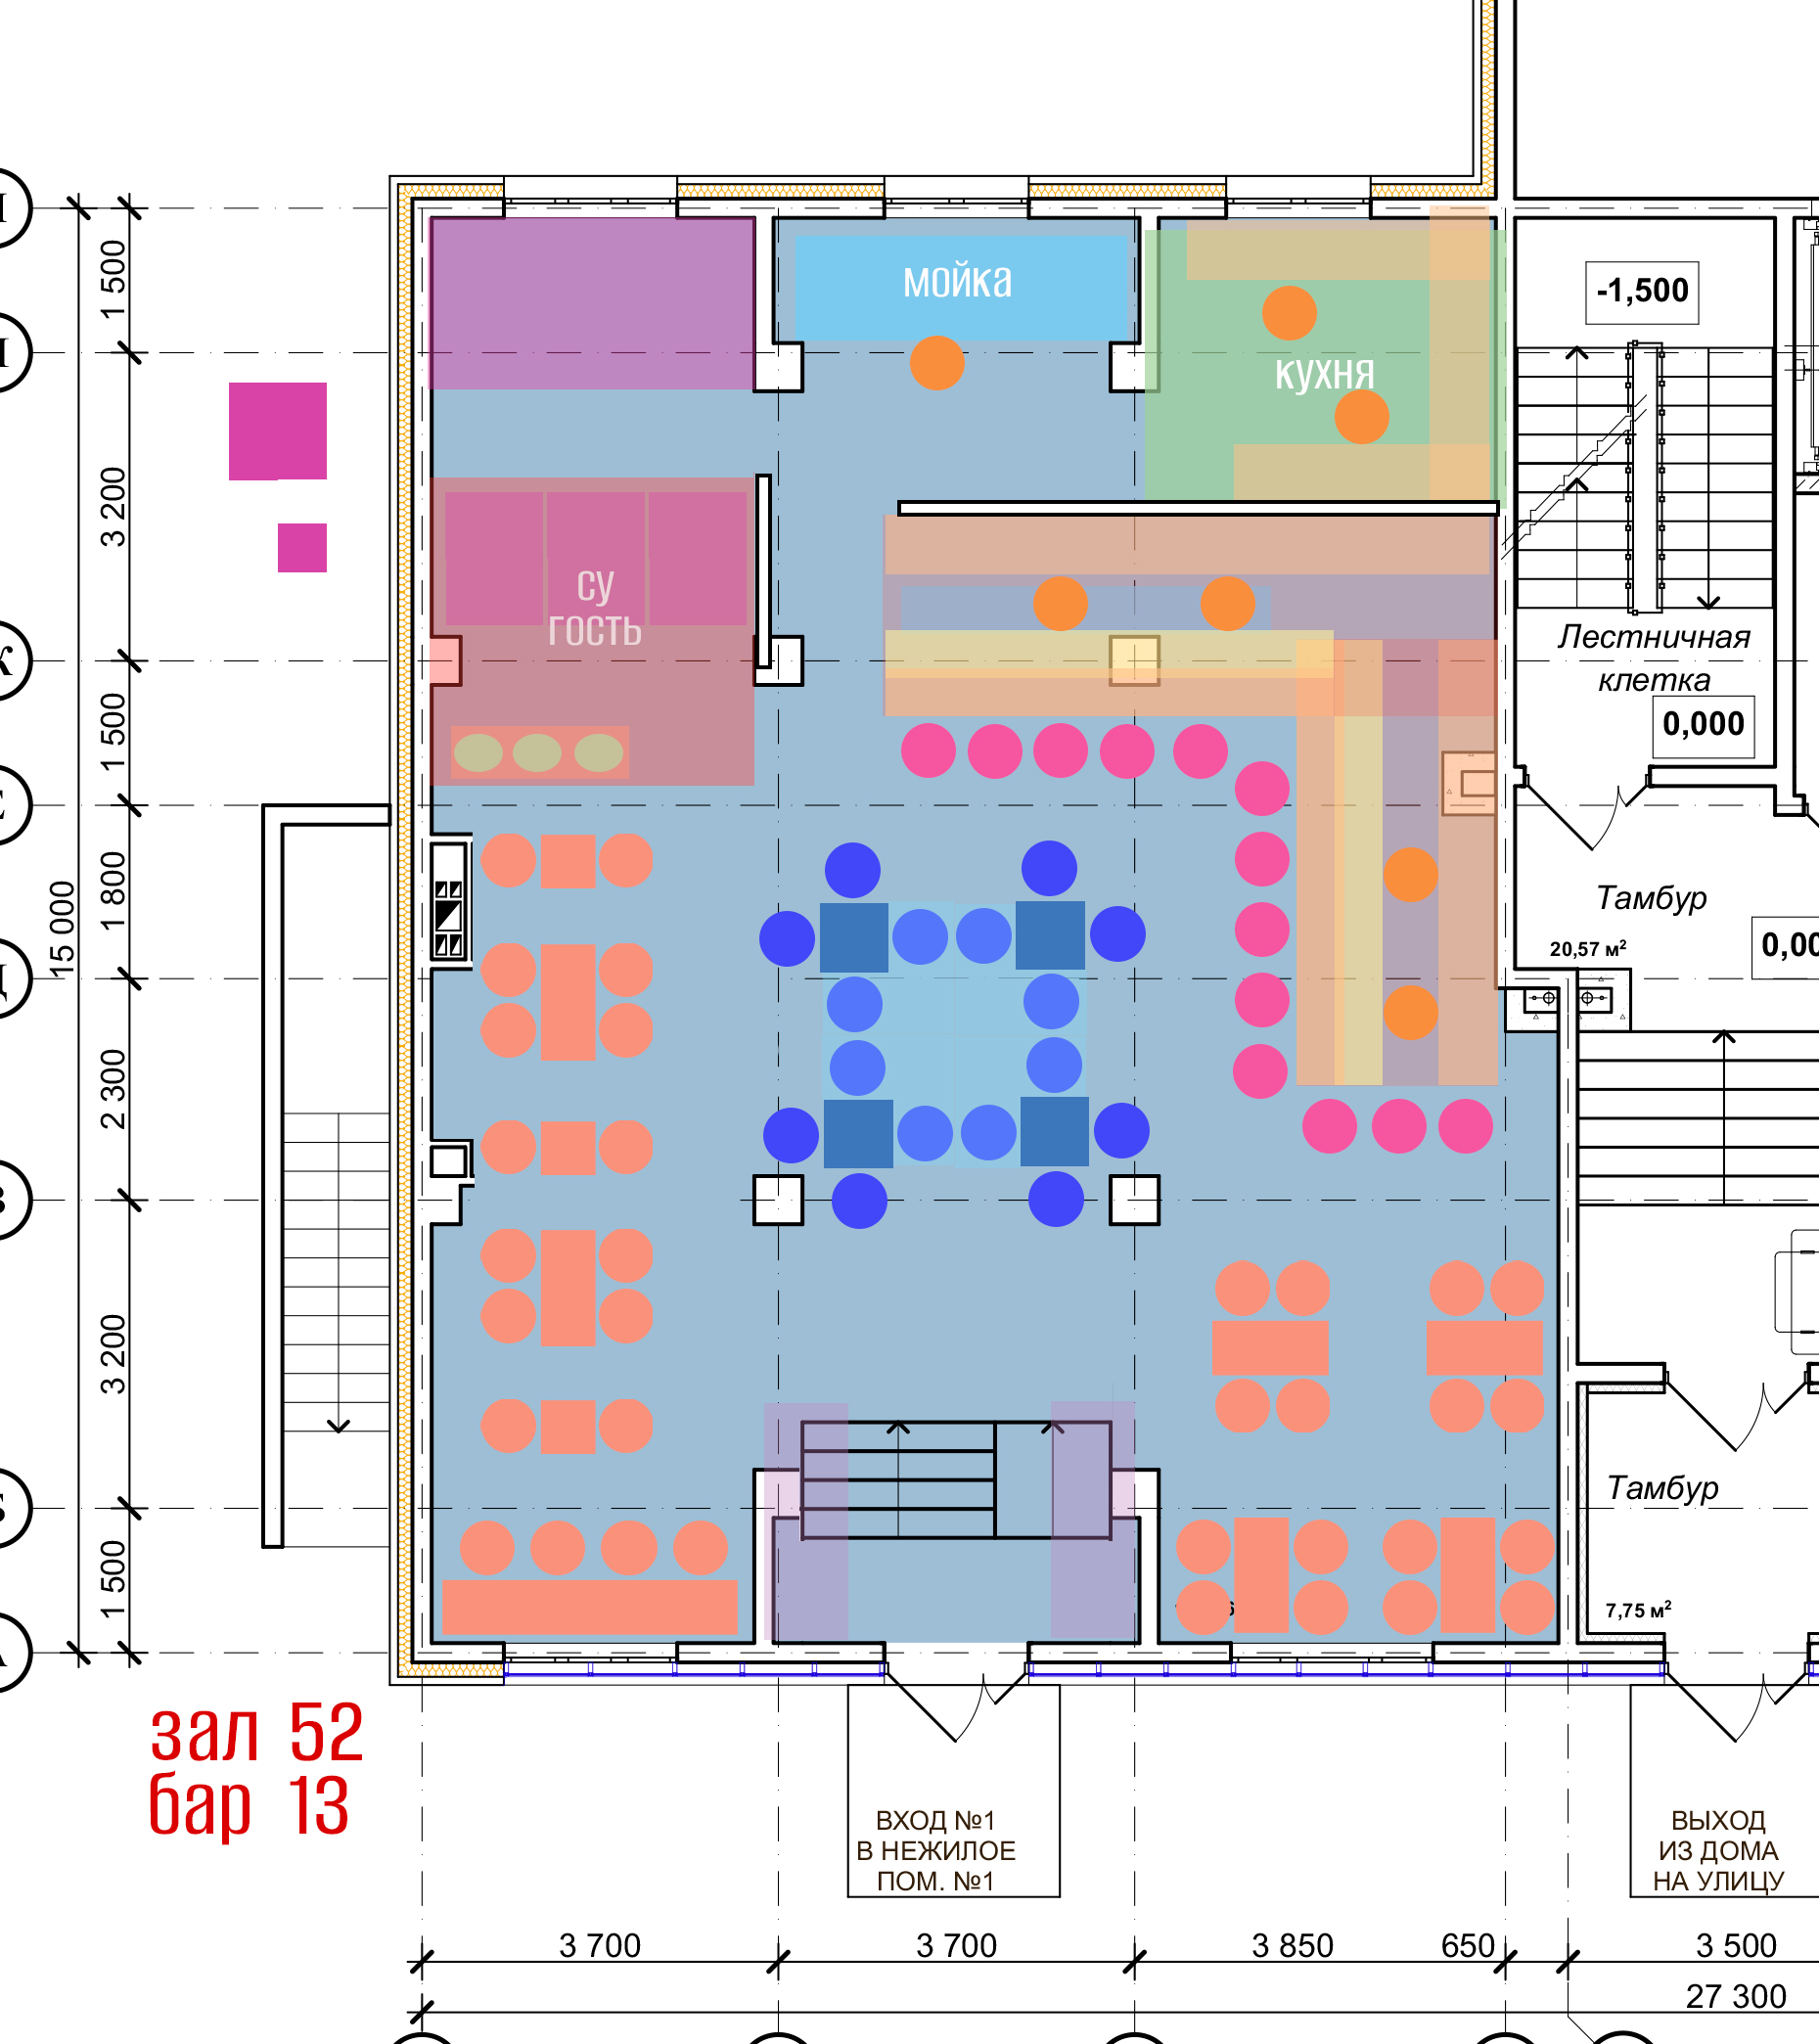 1 500
3 200
1 500
1 800
15 000
2 300
3 200
1 500
мойка
кухня
су
гость
-1,500
Лестничная
клетка
0,000
К
Тамбур
20,57 м²
Тамбур
7,75 м²
зал 52
бар 13
ВХОД №1
В НЕЖИЛОЕ
ПОМ. №1
ВЫХОД
ИЗ ДОМА
НА УЛИЦУ
3 700
3 700
3 850
650
3 500
27 300